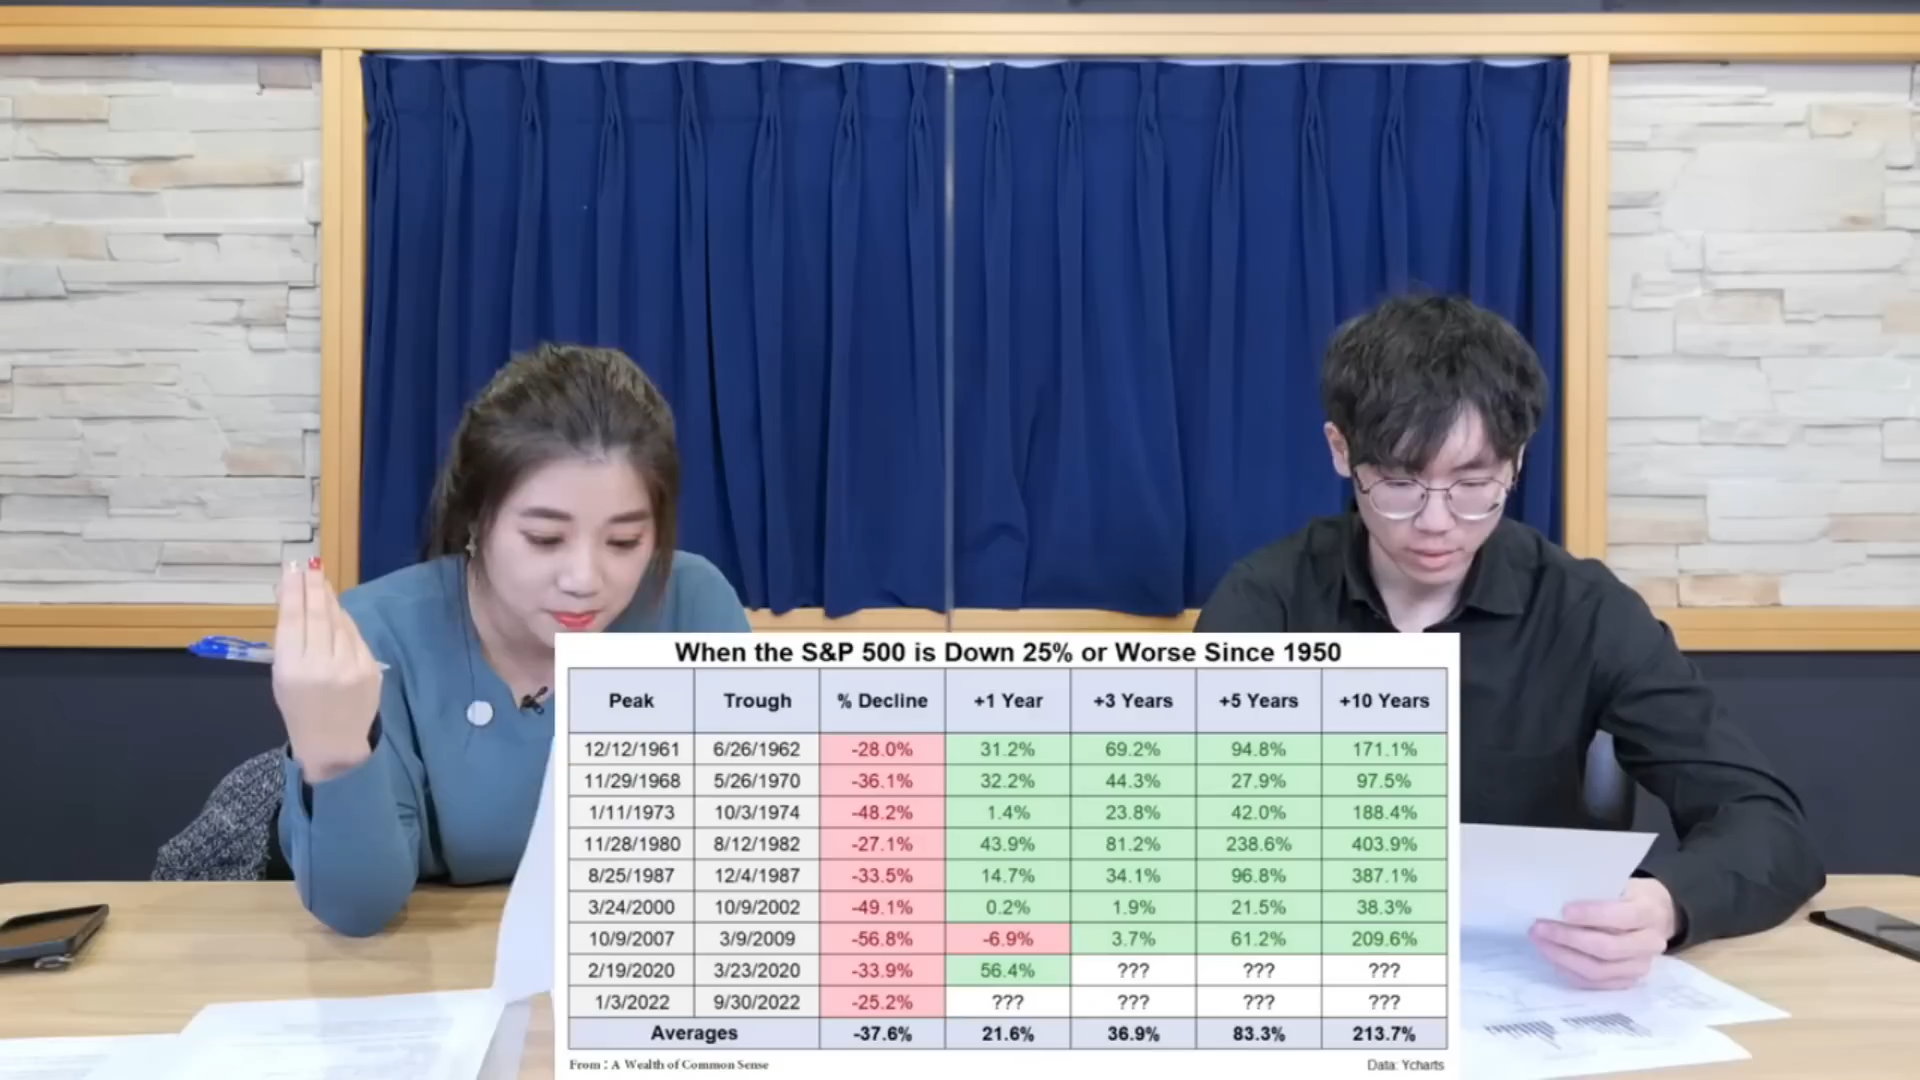 When the S&P 500 is Down 25% or Worse Since 1950
Peak Trough % Decline +1 Year +3 Years +5 Years +10 Years
12/12/1961 6/26/1962 -28.0% 31.2% 69.2% 94.8% 171.1%
11/29/1968 5/26/1970 -36.1% 32.2% 44.3% 27.9% 97.5%
1/11/1973 10/3/1974 -48.2% 1.4% 23.8% 42.0% 188.4%
11/28/1980 8/12/1982 -27.1% 43.9% 81.2% 238.6% 403.9%
8/25/1987 12/4/1987 -33.5% 14.7% 34.1% 96.8% 387.1%
3/24/2000 10/9/2002 -49.1% 0.2% 1.9% 21.5% 38.3%
10/9/2007 3/9/2009 -56.8% -6.9% 3.7% 61.2% 209.6%
2/19/2020 3/23/2020 -33.9% 56.4% ??? ??? ???
1/3/2022 9/30/2022 -25.2% ??? ??? ??? ???
Averages -37.6% 21.6% 36.9% 83.3% 213.7%
From：A Wealth of Common Sense Data: Ycharts